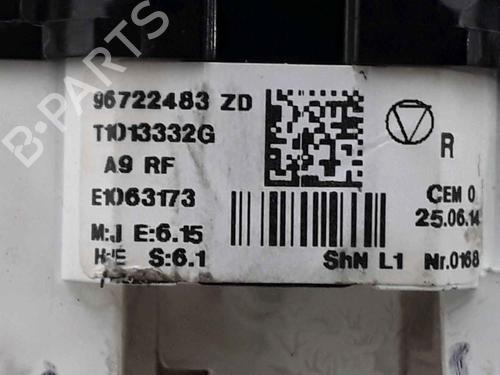 96722483 ZD
T1013332G
A9 RF
E1063173
R
CEM 0
25.06.14
M:J E:6.15
H:E S:6.1
ShN L1 Nr.0168
B-PARTS